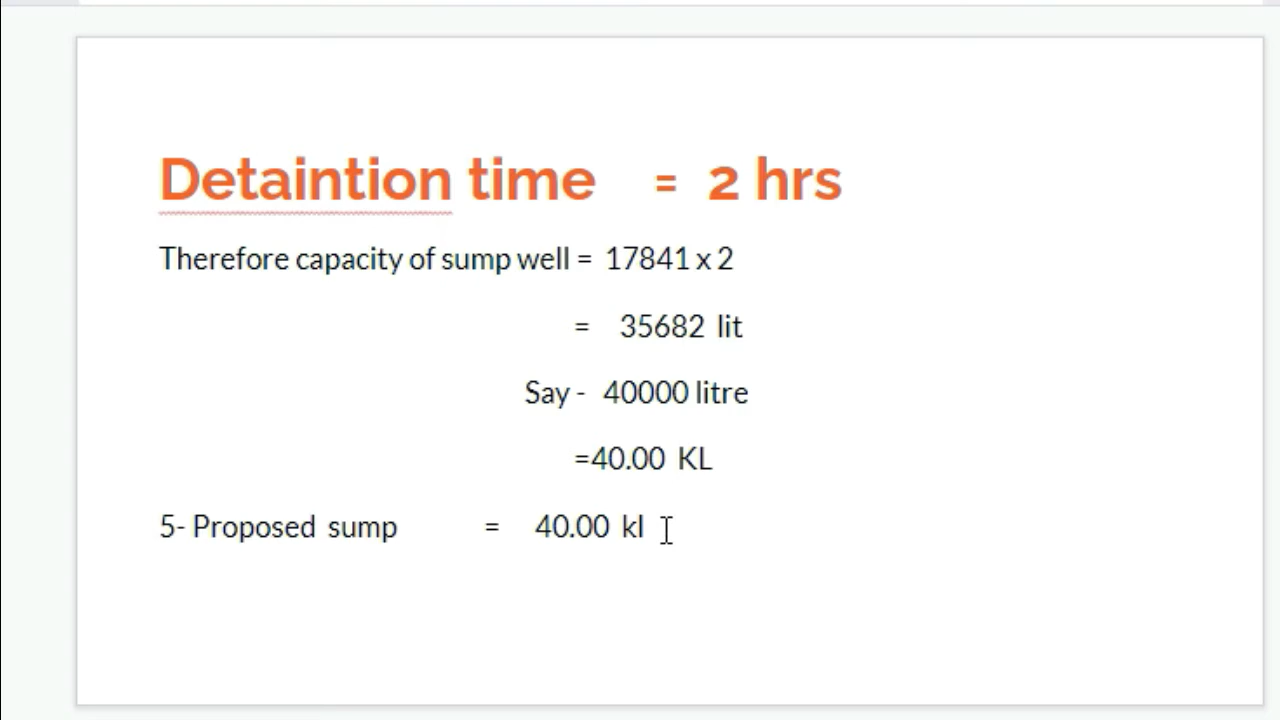 Detaintion time = 2 hrs
Therefore capacity of sump well = 17841 x 2
= 35682 lit
Say - 40000 litre
=40.00 KL
5- Proposed sump = 40.00 kl